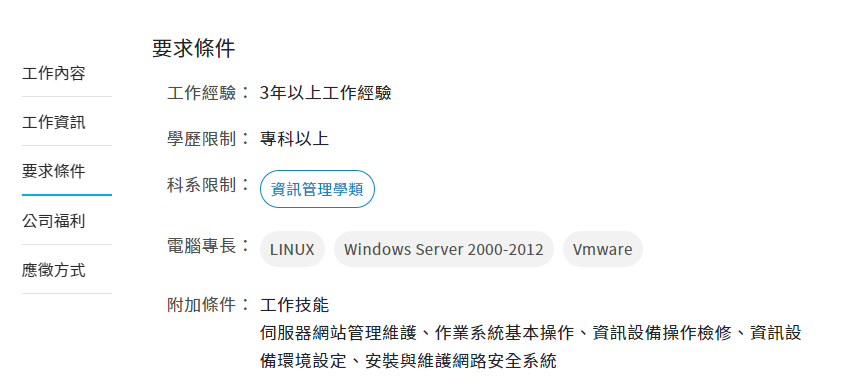 工作內容
工作資訊
要求條件
公司福利
應徵方式
要求條件
工作經驗： 3年以上工作經驗
學歷限制： 專科以上
科系限制： 資訊管理學類
電腦專長： LINUX Windows Server 2000-2012 Vmware
附加條件： 工作技能
伺服器網站管理維護、作業系統基本操作、資訊設備操作檢修、資訊設
備環境設定、安裝與維護網路安全系統